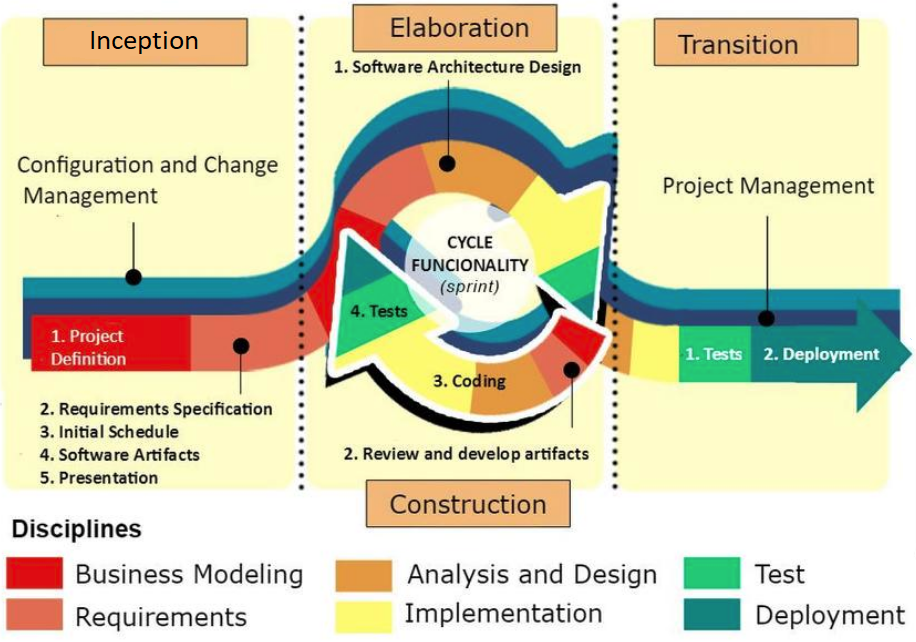 Inception
Elaboration
Transition
1. Software Architecture Design
Configuration and Change
Management
Project Management
CYCLE
FUNCIONALITY
(sprint)
4. Tests
1. Project
Definition
1. Tests
2. Deployment
3. Coding
2. Requirements Specification
3. Initial Schedule
4. Software Artifacts
5. Presentation
2. Review and develop artifacts
Construction
Disciplines
Business Modeling
Analysis and Design
Test
Requirements
Implementation
Deployment